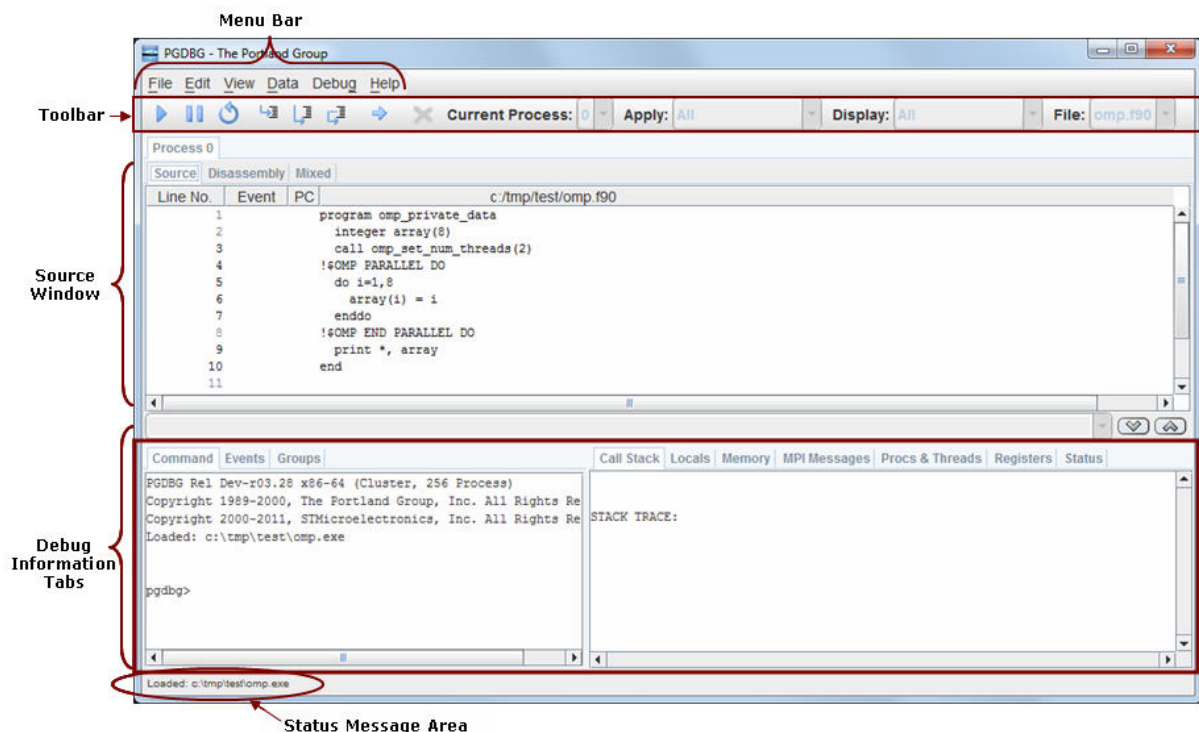 Menu Bar
PGDBG - The Portland Group
File Edit View Data Debug Help
Toolbar
Current Process: 0 Apply: All Display: All File: omp.f90
Process 0
Source Disassembly Mixed
Line No. Event PC c:/tmp/test/omp.f90
1 program omp_private_data
2 integer array(8)
3 call omp_set_num_threads(2)
4 !$OMP PARALLEL DO
5 do i=1,8
6 array(i) = i
7 enddo
8 !$OMP END PARALLEL DO
9 print *, array
10 end
11
Source
Window
Command Events Groups
Call Stack Locals Memory MPI Messages Procs & Threads Registers Status
PGDBG Rel Dev-r03.28 x86-64 (Cluster, 256 Process)
Copyright 1989-2000, The Portland Group, Inc. All Rights Re
Copyright 2000-2011, STMicroelectronics, Inc. All Rights Re
Loaded: c:\tmp\test\omp.exe
pgdbg>
STACK TRACE:
Debug
Information
Tabs
Loaded: c:\tmp\test\omp.exe
Status Message Area